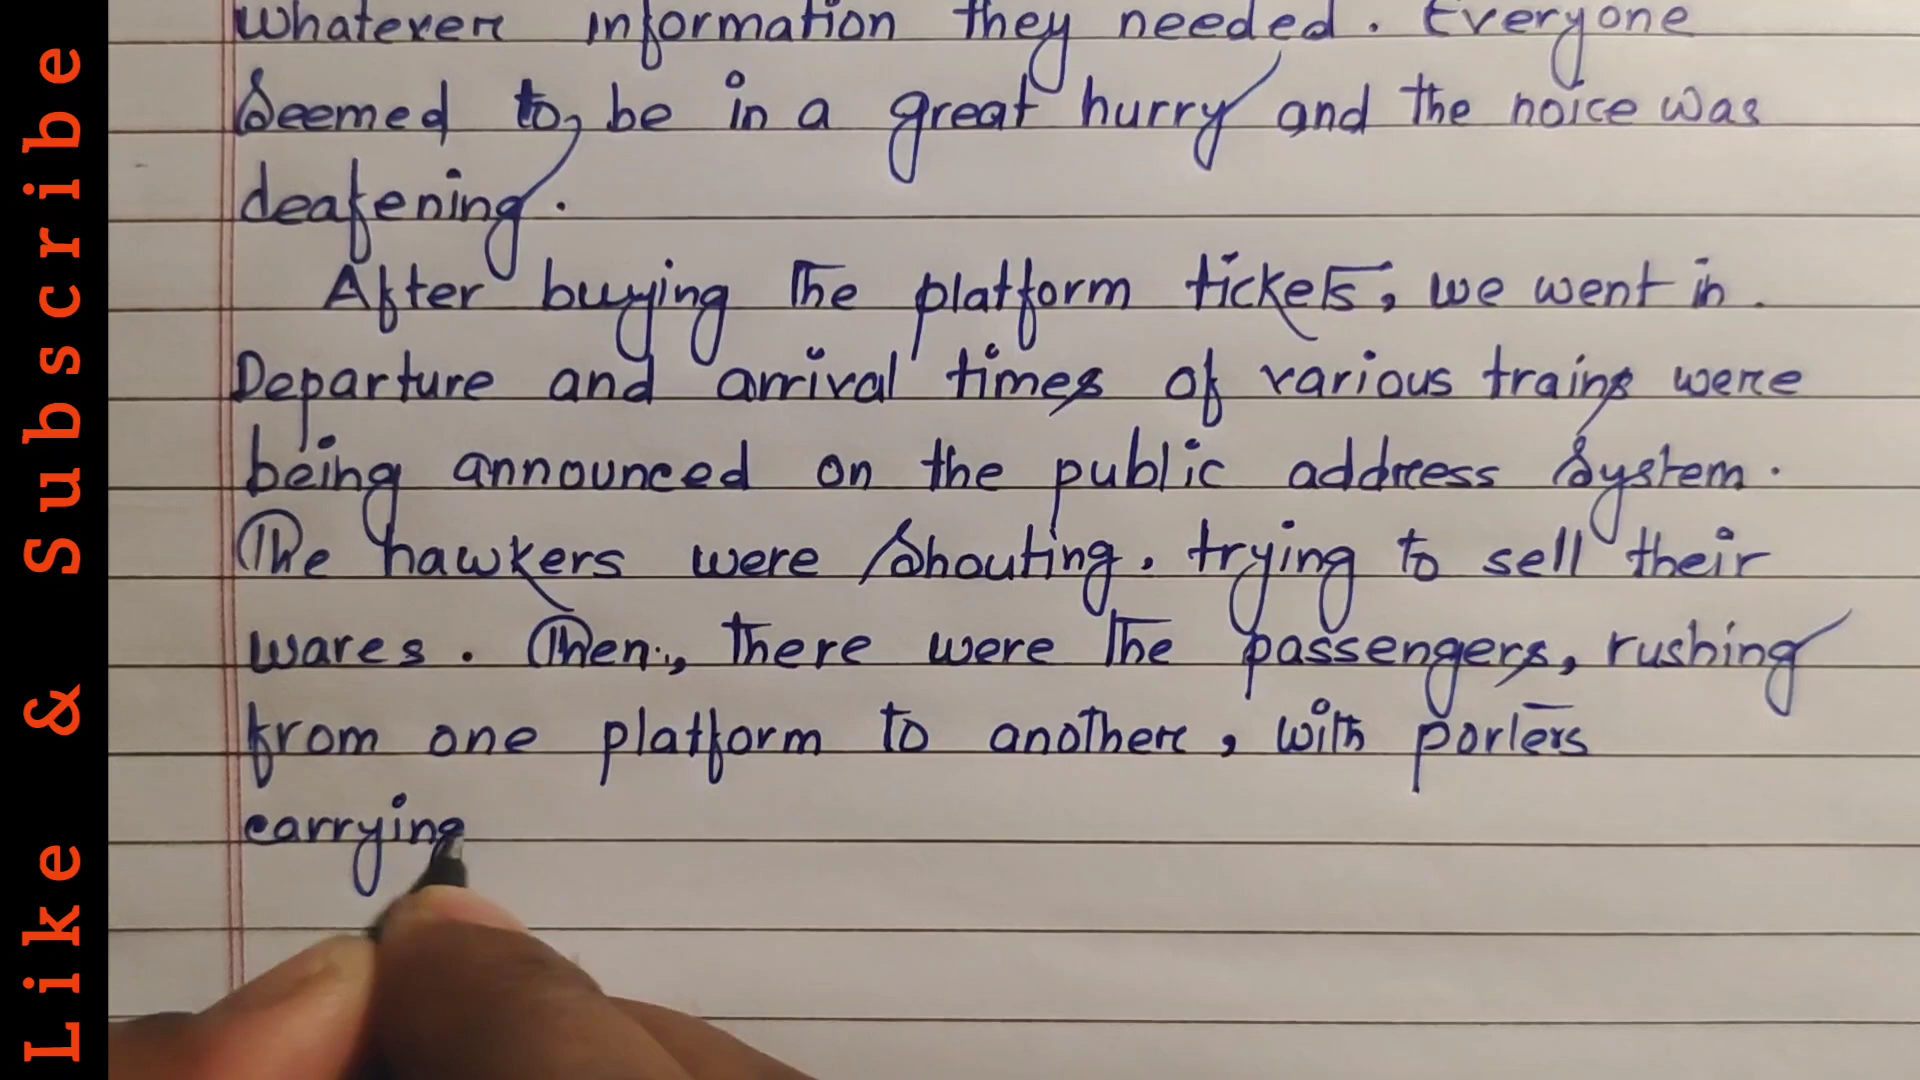 Like & Subscribe
Whatever information they needed. Everyone
Seemed to be in a great hurry and the noice was
deafening.
After buying the platform tickets, we went in.
Departure and arrival times of various trains were
being announced on the public address System.
The hawkers were Shouting. trying to sell their
wares. Then., there were the passengers, rushing
from one platform to another, with porters
carrying